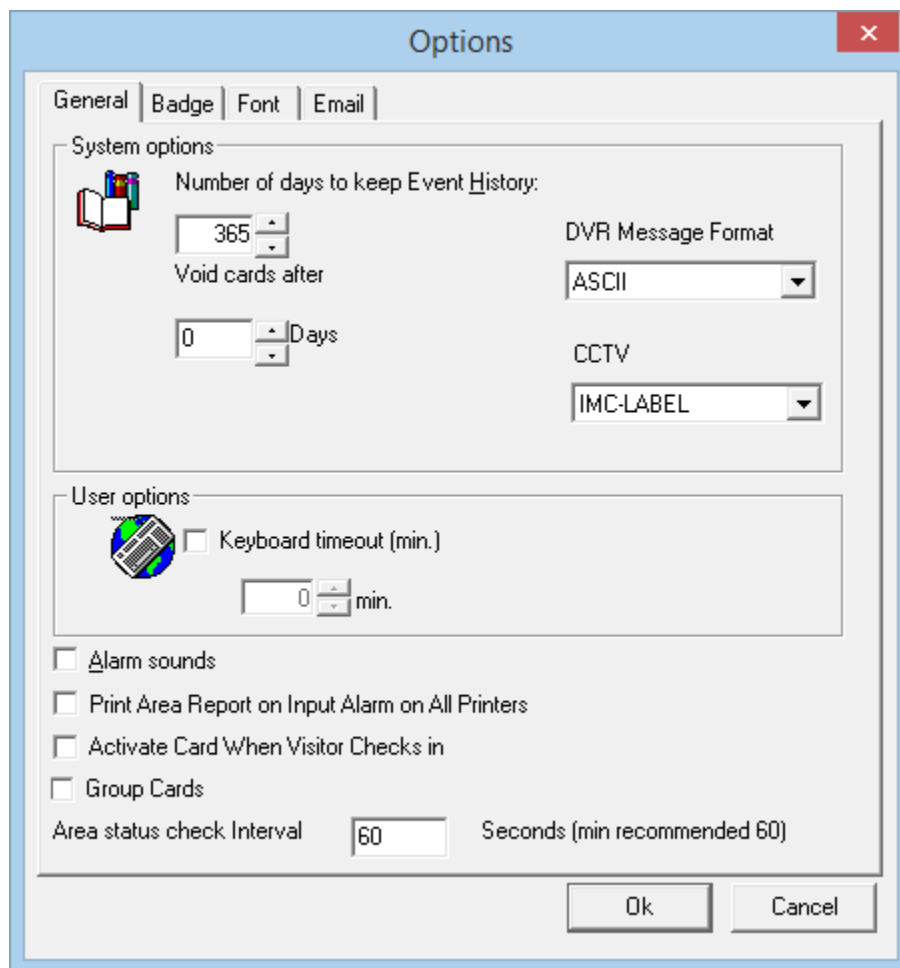 Options
General Badge Font Email
System options
Number of days to keep Event History:
365
DVR Message Format
Void cards after
ASCII
0 Days
CCTV
IMC-LABEL
User options
Keyboard timeout (min.)
0 min.
Alarm sounds
Print Area Report on Input Alarm on All Printers
Activate Card When Visitor Checks in
Group Cards
Area status check Interval 60 Seconds (min recommended 60)
Ok Cancel